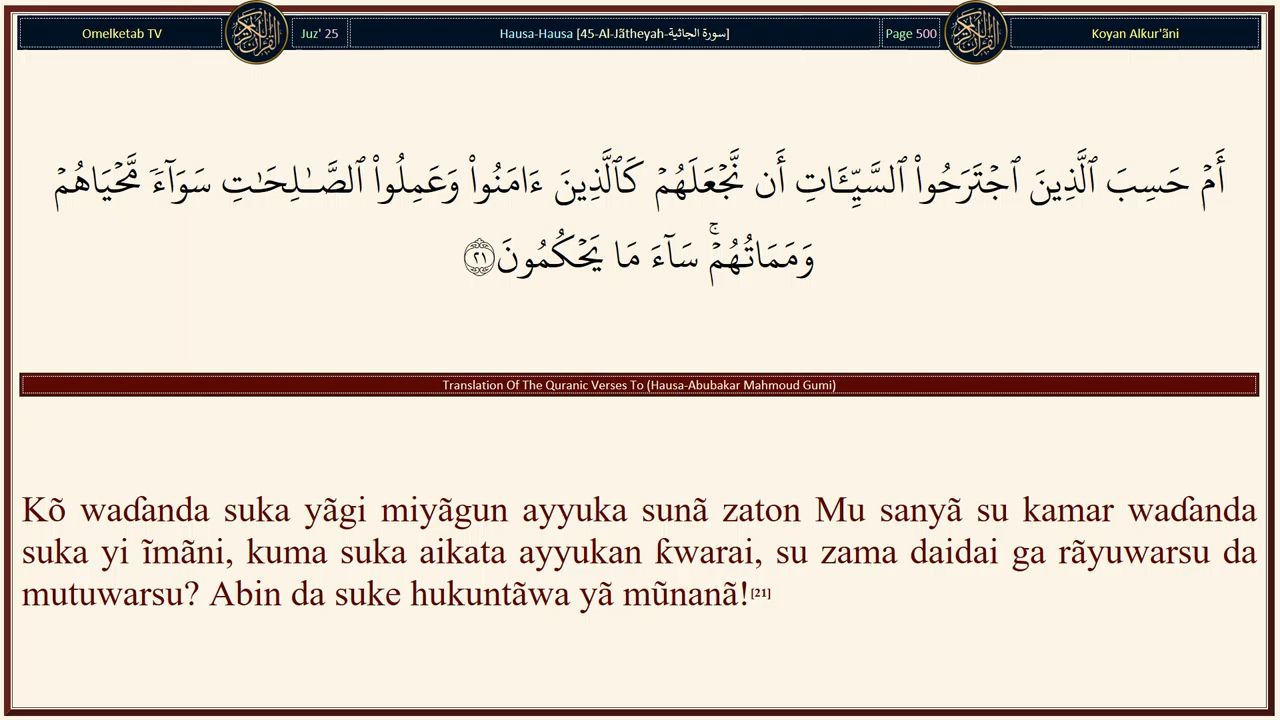 Omelketab TV
Juz' 25
Hausa-Hausa [45-Al-Jãtheyah-سورة الجاثية]
Page 500
Koyan Alƙur'ãni
أَمۡ حَسِبَ ٱلَّذِينَ ٱجۡتَرَحُواْ ٱلسَّيِّـَٔاتِ أَن نَّجۡعَلَهُمۡ كَٱلَّذِينَ ءَامَنُواْ وَعَمِلُواْ ٱلصَّـٰلِحَـٰتِ سَوَآءٗ مَّحۡيَاهُمۡ
وَمَمَاتُهُمۡۚ سَآءَ مَا يَحۡكُمُونَ ٢١
Translation Of The Quranic Verses To (Hausa-Abubakar Mahmoud Gumi)
Kõ waɗanda suka yãgi miyãgun ayyuka sunã zaton Mu sanyã su kamar waɗanda
suka yi ĩmãni, kuma suka aikata ayyukan ƙwarai, su zama daidai ga rãyuwarsu da
mutuwarsu? Abin da suke hukuntãwa yã mũnanã![21]